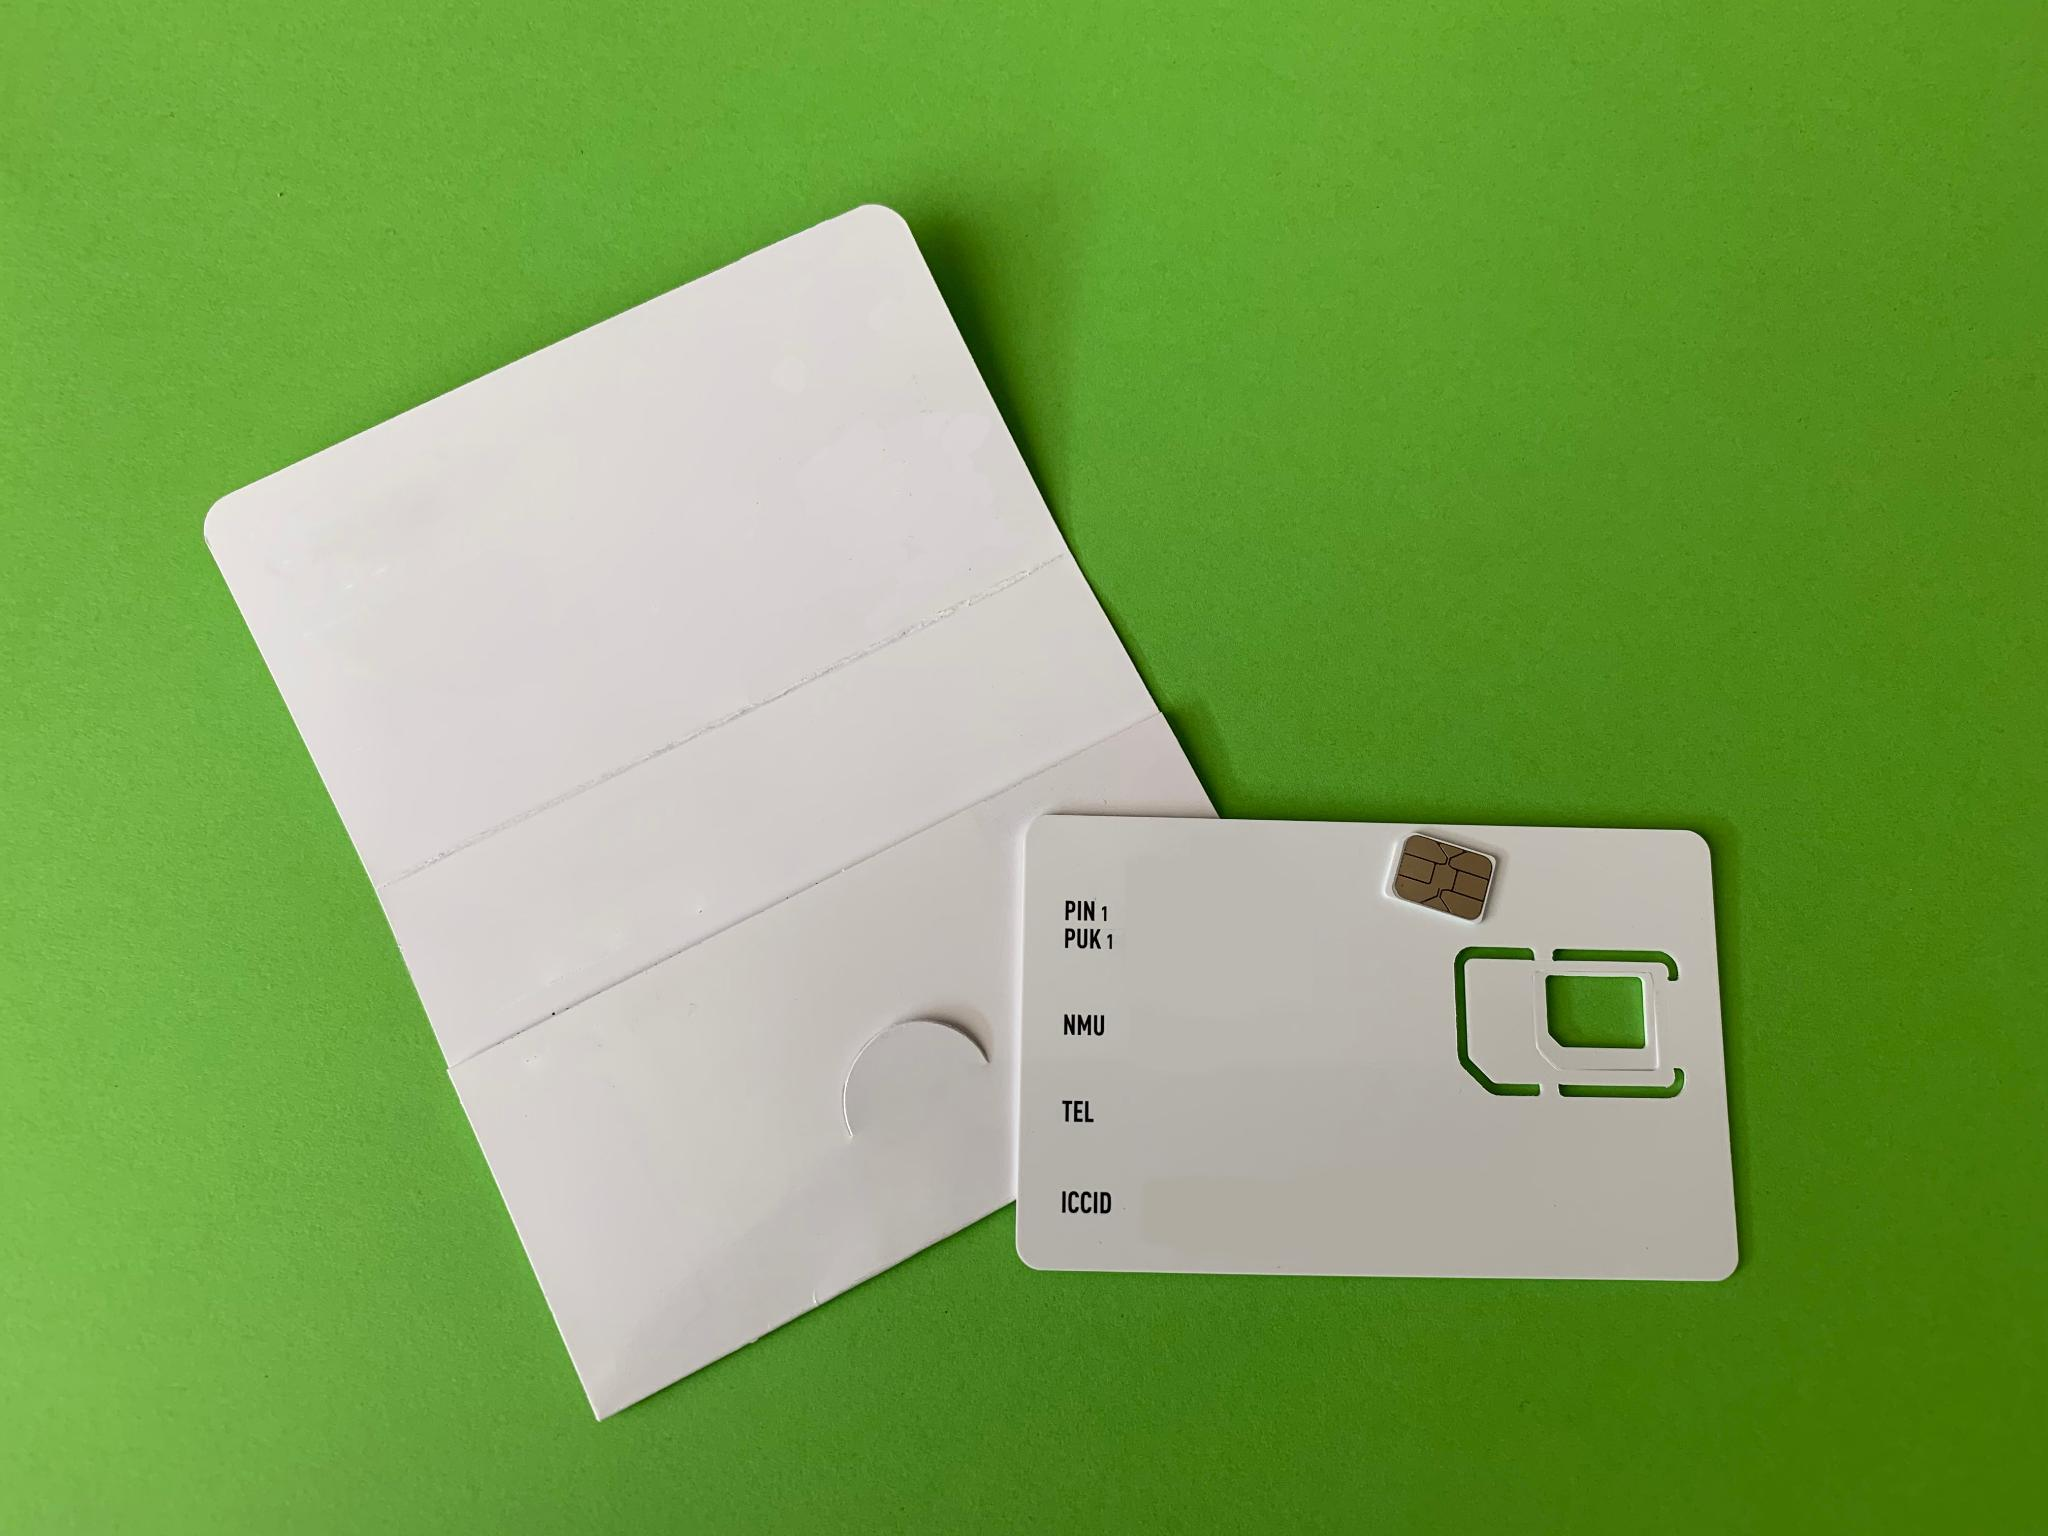 PIN 1
PUK 1
NMU
TEL
ICCID